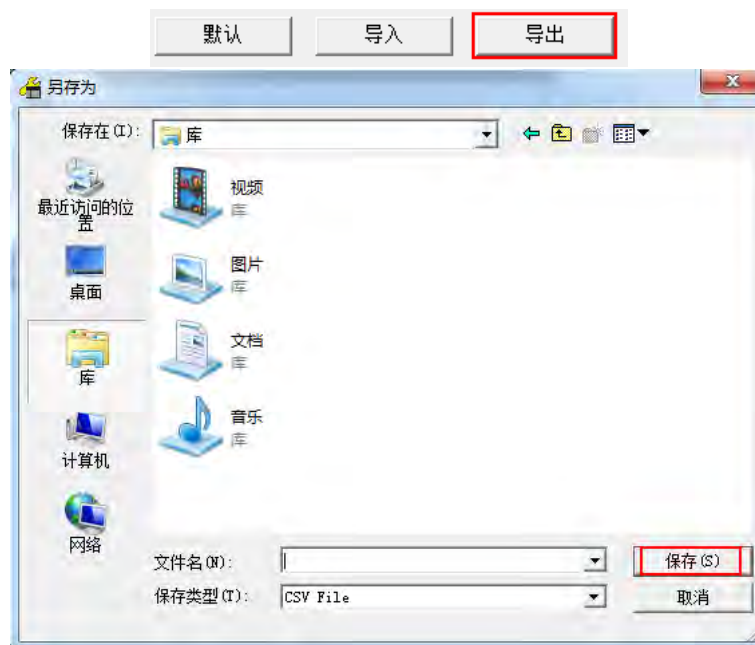 默认 导入 导出
另存为
保存在(I): 库
最近访问的位
置
桌面
库
计算机
网络
视频
库
图片
库
文档
库
音乐
库
文件名(N): 保存(S)
保存类型(T): CSV File 取消